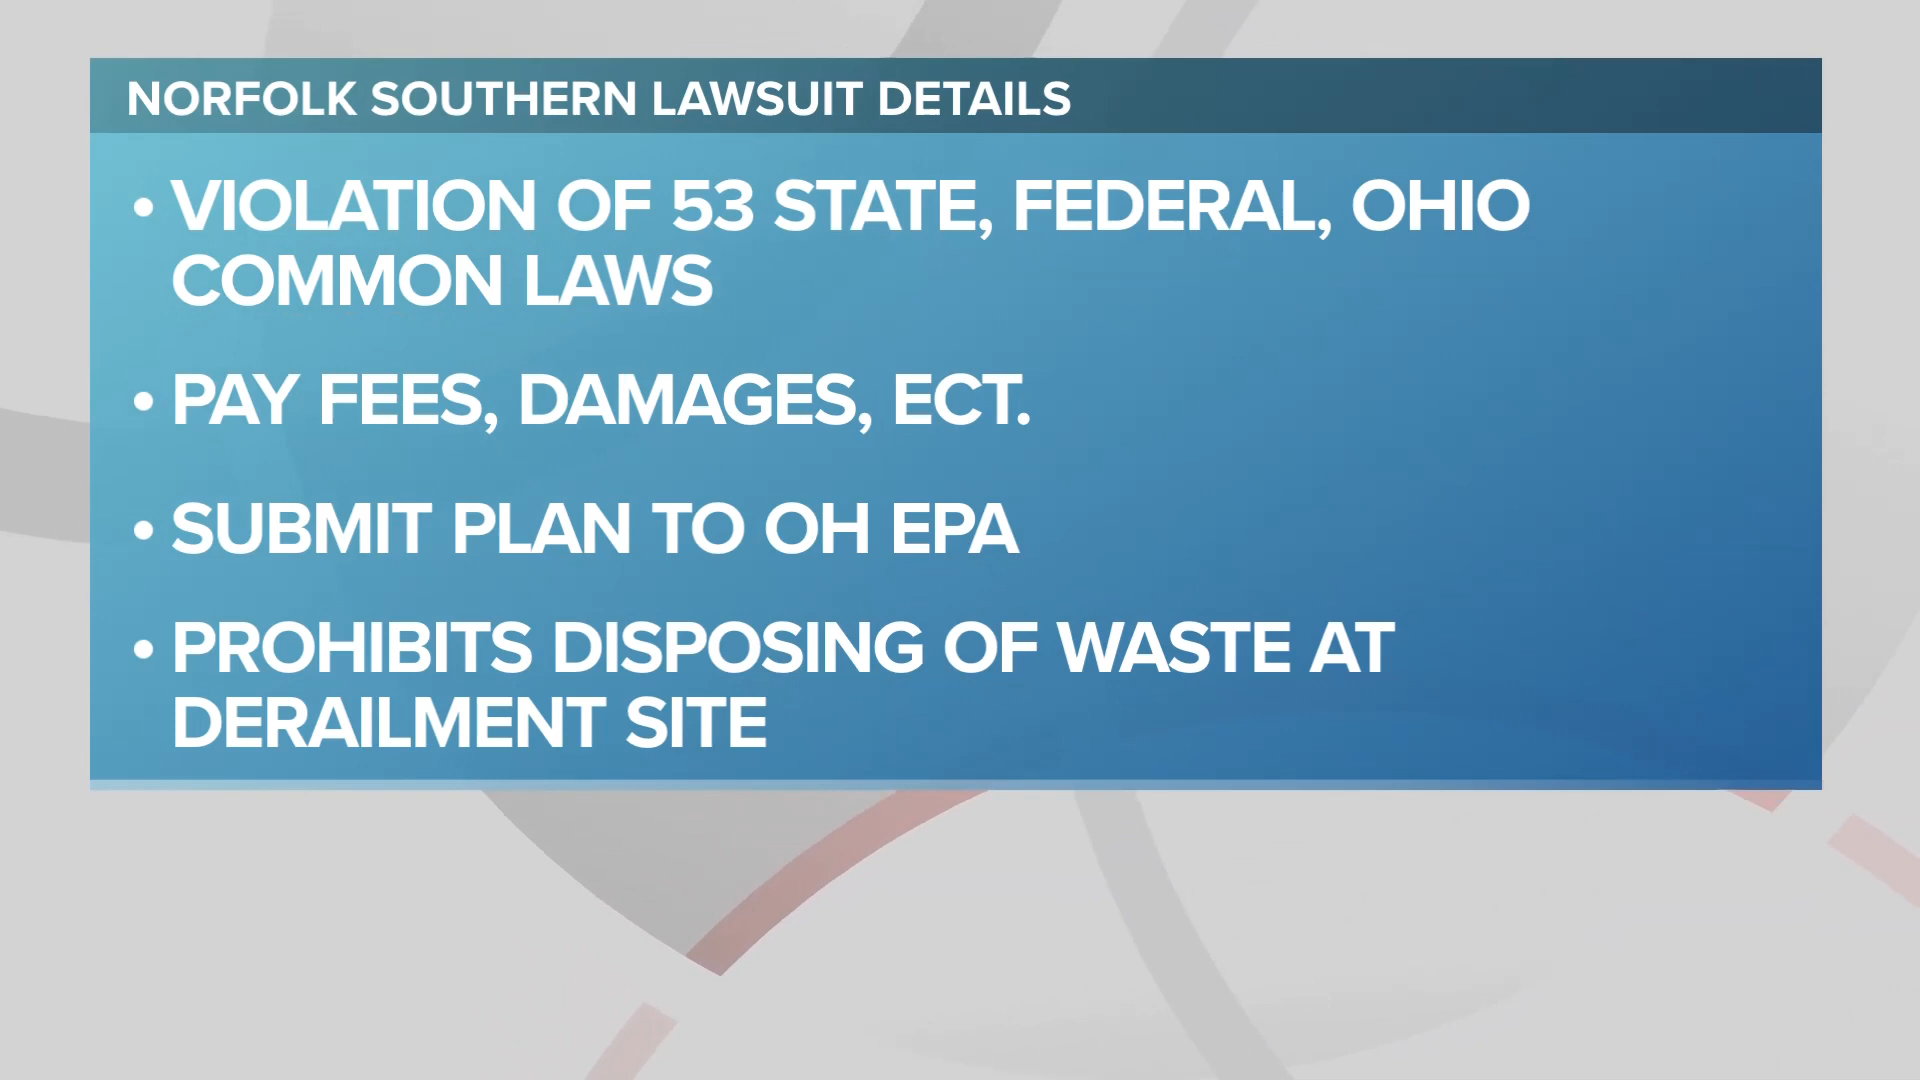 NORFOLK SOUTHERN LAWSUIT DETAILS
• VIOLATION OF 53 STATE, FEDERAL, OHIO
COMMON LAWS
• PAY FEES, DAMAGES, ECT.
• SUBMIT PLAN TO OH EPA
• PROHIBITS DISPOSING OF WASTE AT
DERAILMENT SITE